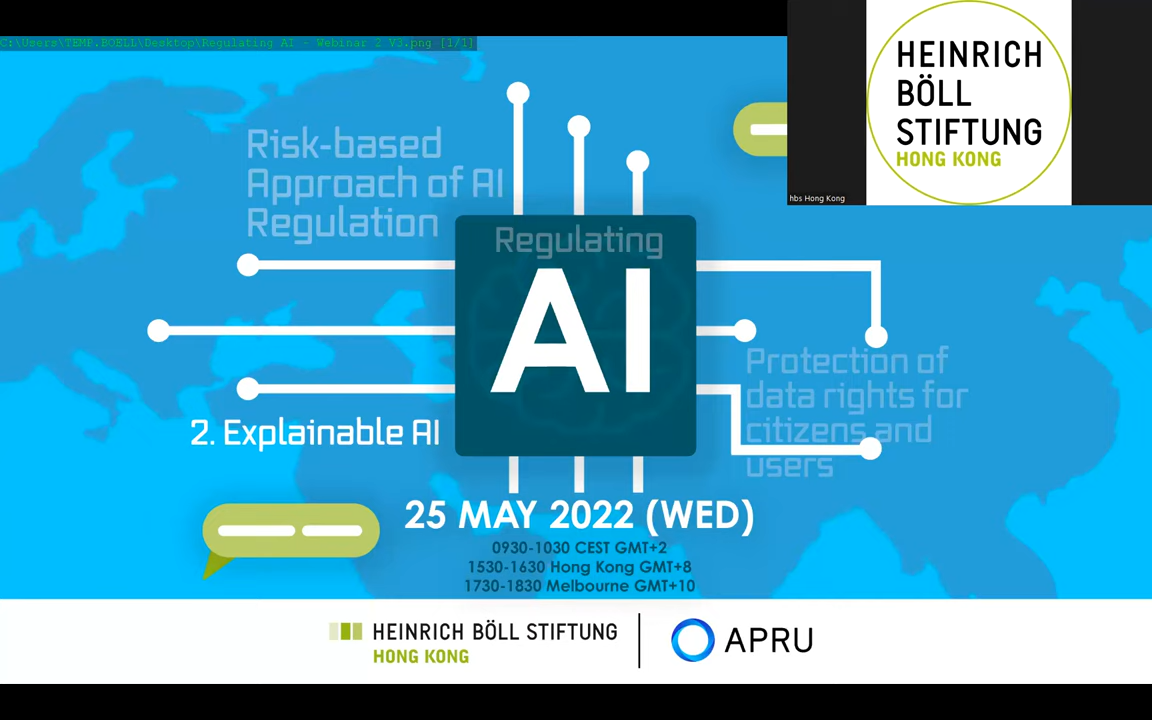 C:\Users\TEMP.BOELL\Desktop\Regulating AI - Webinar 2 V3.png [1/1]
HEINRICH
BÖLL
STIFTUNG
HONG KONG
hbs Hong Kong
Risk-based
Approach of AI
Regulation
Regulating
AI
Protection of
data rights for
citizens and
users
2. Explainable AI
25 MAY 2022 (WED)
0930-1030 CEST GMT+2
1530-1630 Hong Kong GMT+8
1730-1830 Melbourne GMT+10
HEINRICH BÖLL STIFTUNG
HONG KONG
APRU